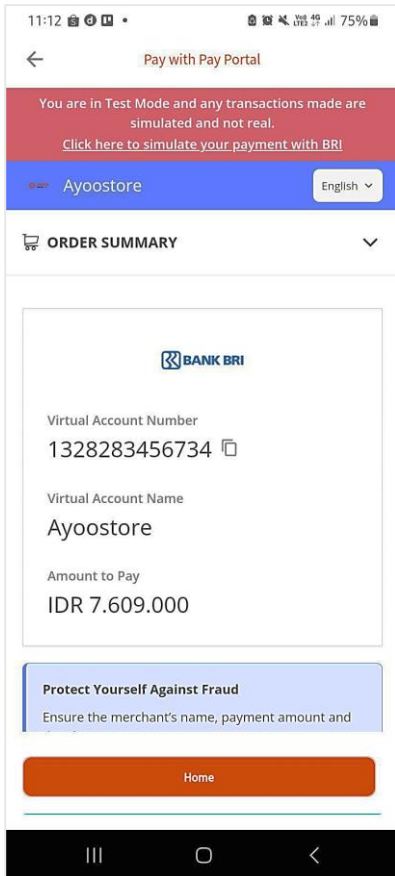 11:12 75%
Pay with Pay Portal
You are in Test Mode and any transactions made are
simulated and not real.
Click here to simulate your payment with BRI
Ayoostore English
ORDER SUMMARY
BANK BRI
Virtual Account Number
1328283456734
Virtual Account Name
Ayoostore
Amount to Pay
IDR 7.609.000
Protect Yourself Against Fraud
Ensure the merchant's name, payment amount and
Home